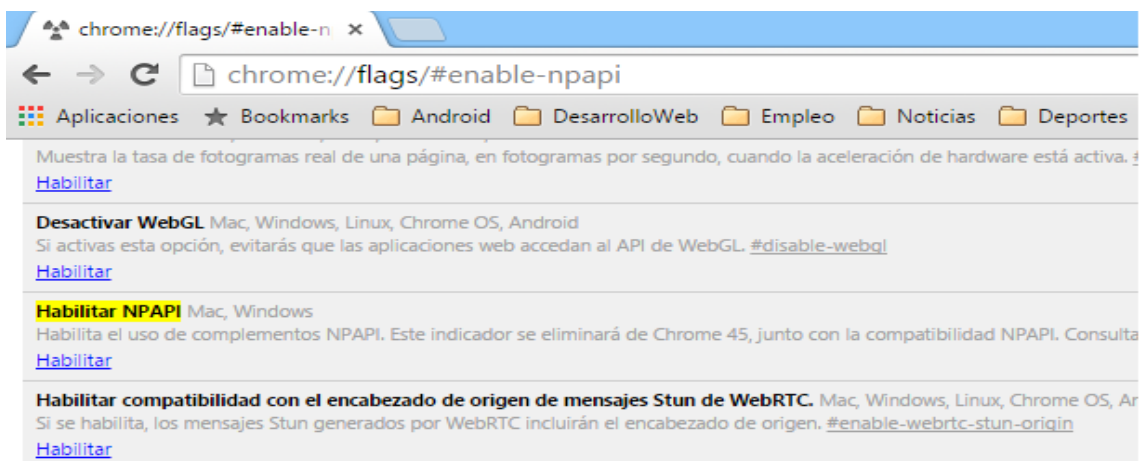 chrome://flags/#enable-n
chrome://flags/#enable-npapi
Aplicaciones Bookmarks Android DesarrolloWeb Empleo Noticias Deportes
Muestra la tasa de fotogramas real de una página, en fotogramas por segundo, cuando la aceleración de hardware está activa.
Habilitar
Desactivar WebGL Mac, Windows, Linux, Chrome OS, Android
Si activas esta opción, evitarás que las aplicaciones web accedan al API de WebGL. #disable-webgl
Habilitar
Habilitar NPAPI Mac, Windows
Habilita el uso de complementos NPAPI. Este indicador se eliminará de Chrome 45, junto con la compatibilidad NPAPI. Consulta
Habilitar
Habilitar compatibilidad con el encabezado de origen de mensajes Stun de WebRTC. Mac, Windows, Linux, Chrome OS, Ar
Si se habilita, los mensajes Stun generados por WebRTC incluirán el encabezado de origen. #enable-webrtc-stun-origin
Habilitar